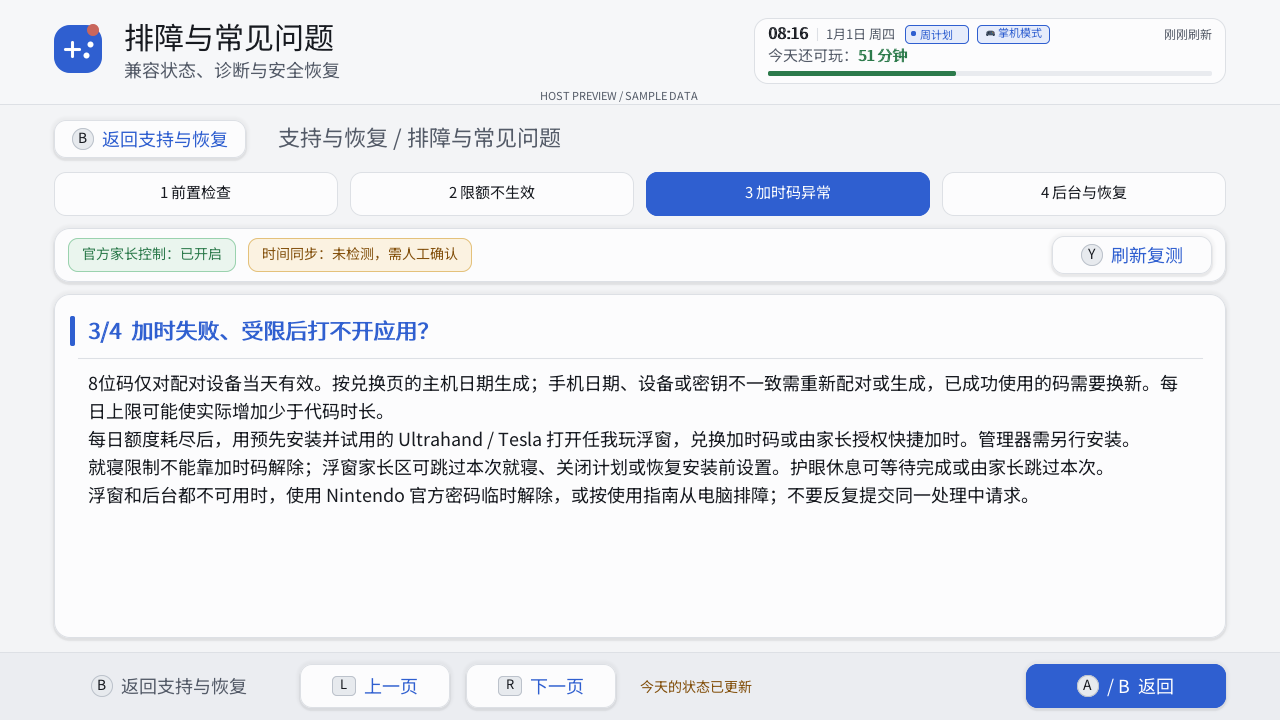 排障与常见问题
兼容状态、诊断与安全恢复
08:16 1月1日 周四 周计划 掌机模式 刚刚刷新
今天还可玩：51 分钟
HOST PREVIEW / SAMPLE DATA
B 返回支持与恢复 支持与恢复 / 排障与常见问题
1 前置检查 2 限额不生效 3 加时码异常 4 后台与恢复
官方家长控制：已开启 时间同步：未检测，需人工确认 Y 刷新复测
3/4 加时失败、受限后打不开应用？
8位码仅对配对设备当天有效。按兑换页的主机日期生成；手机日期、设备或密钥不一致需重新配对或生成，已成功使用的码需要换新。每
日上限可能使实际增加少于代码时长。
每日额度耗尽后，用预先安装并试用的 Ultrahand / Tesla 打开任我玩浮窗，兑换加时码或由家长授权快捷加时。管理器需另行安装。
就寝限制不能靠加时码解除；浮窗家长区可跳过本次就寝、关闭计划或恢复安装前设置。护眼休息可等待完成或由家长跳过本次。
浮窗和后台都不可用时，使用 Nintendo 官方密码临时解除，或按使用指南从电脑排障；不要反复提交同一处理中请求。
B 返回支持与恢复 L 上一页 R 下一页 今天的状态已更新 A / B 返回